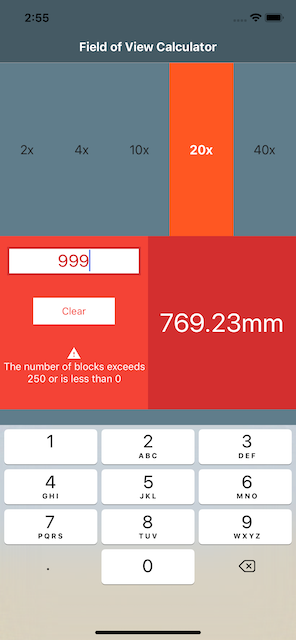 2:55
Field of View Calculator
2x 4x 10x 20x 40x
999
Clear
769.23mm
The number of blocks exceeds
250 or is less than 0
1 2 3
ABC DEF
4 5 6
GHI JKL MNO
7 8 9
PQRS TUV WXYZ
. 0